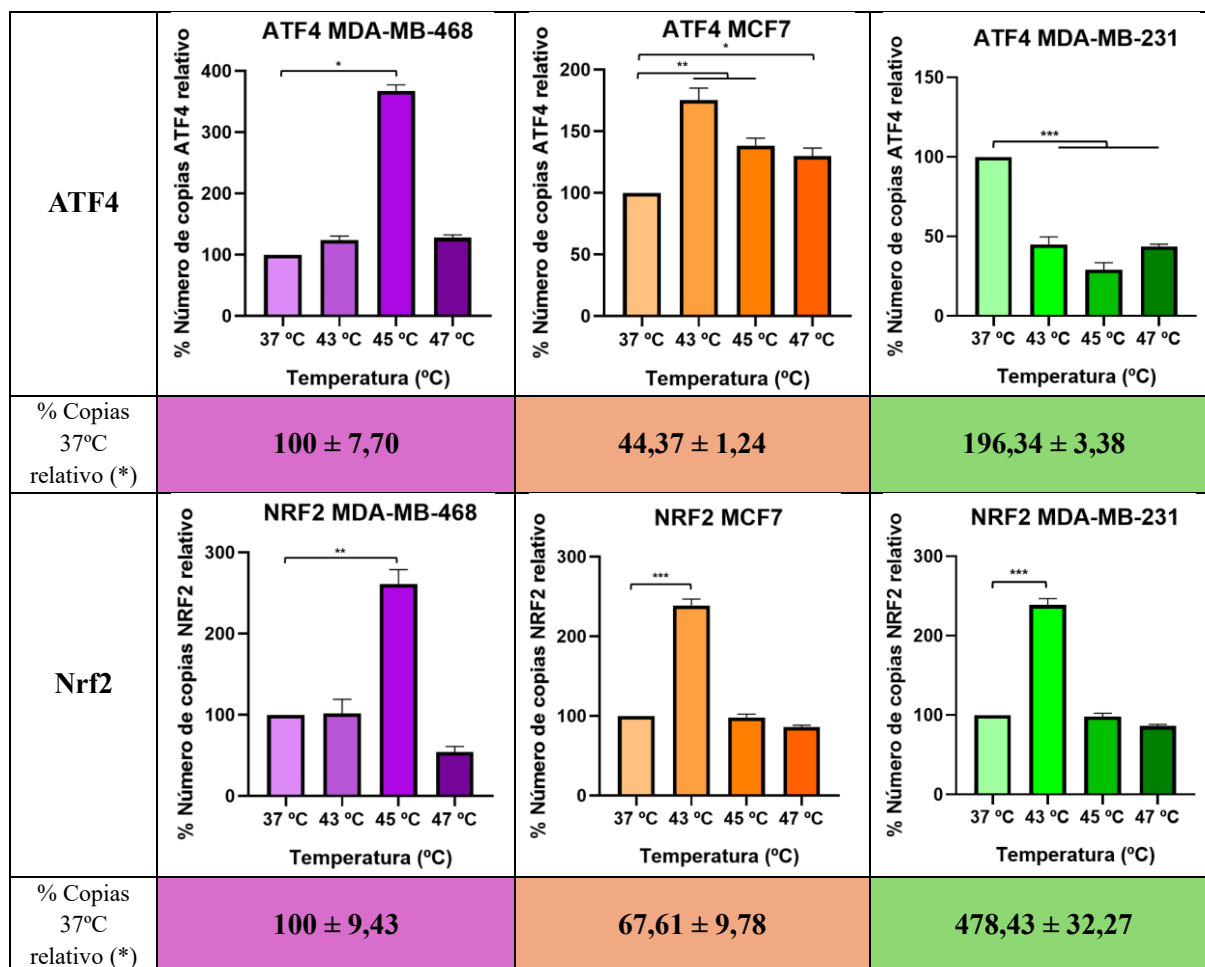 ATF4
ATF4 MDA-MB-468
% Número de copias ATF4 relativo
400
300
200
100
0
*
37 ºC 43 ºC 45 ºC 47 ºC
Temperatura (ºC)
ATF4 MCF7
% Número de copias ATF4 relativo
200
150
100
50
0
*
**
37 ºC 43 ºC 45 ºC 47 ºC
Temperatura (ºC)
ATF4 MDA-MB-231
% Número de copias ATF4 relativo
150
100
50
0
***
37 ºC 43 ºC 45 ºC 47 ºC
Temperatura (ºC)
% Copias
37ºC
relativo (*)
100 ± 7,70
44,37 ± 1,24
196,34 ± 3,38
Nrf2
NRF2 MDA-MB-468
% Número de copias NRF2 relativo
300
200
100
0
**
37 ºC 43 ºC 45 ºC 47 ºC
Temperatura (ºC)
NRF2 MCF7
% Número de copias NRF2 relativo
300
200
100
0
***
37 ºC 43 ºC 45 ºC 47 ºC
Temperatura (ºC)
NRF2 MDA-MB-231
% Número de copias NRF2 relativo
300
200
100
0
***
37 ºC 43 ºC 45 ºC 47 ºC
Temperatura (ºC)
% Copias
37ºC
relativo (*)
100 ± 9,43
67,61 ± 9,78
478,43 ± 32,27